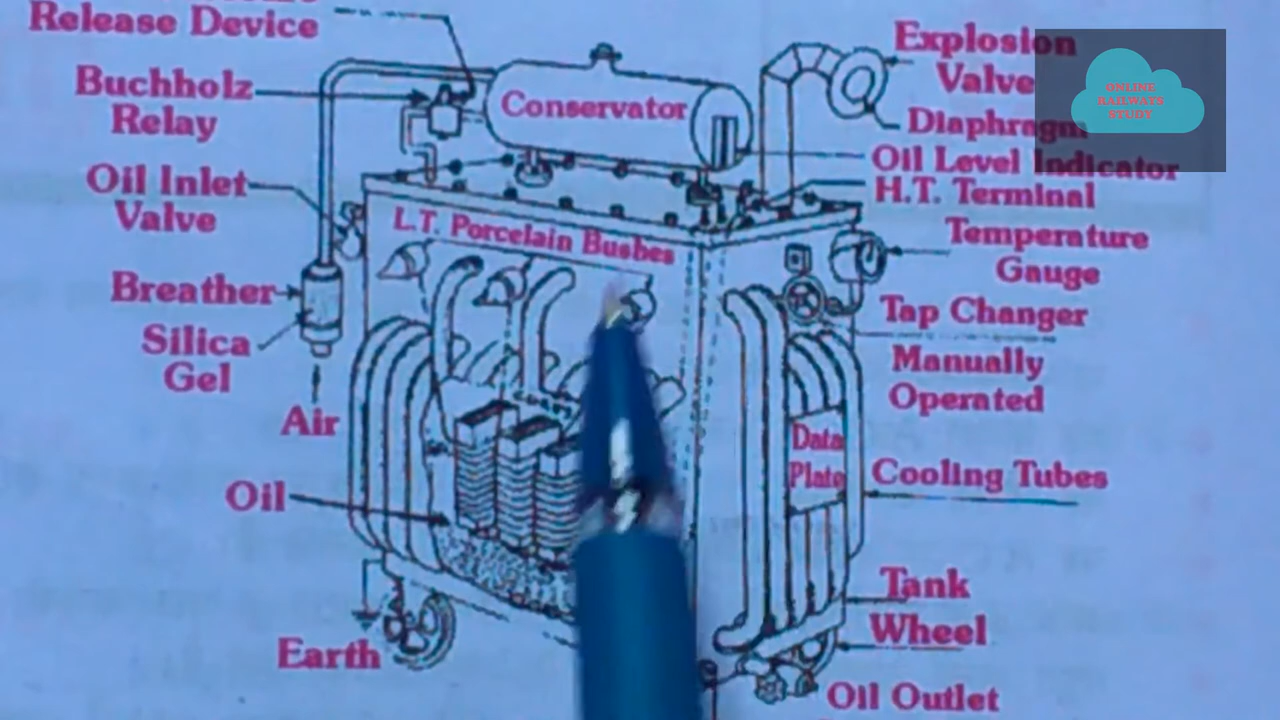 Release Device
Buchholz
Relay
Oil Inlet
Valve
Breather
Silica
Gel
Air
Oil
Earth
Conservator
L.T. Porcelain Busbes
Explosion
Valve
Diaphragm
Oil Level Indicator
H.T. Terminal
Temperature
Gauge
Tap Changer
Manually
Operated
Data
Plate
Cooling Tubes
Tank
Wheel
Oil Outlet
ONLINE
RAILWAYS
STUDY